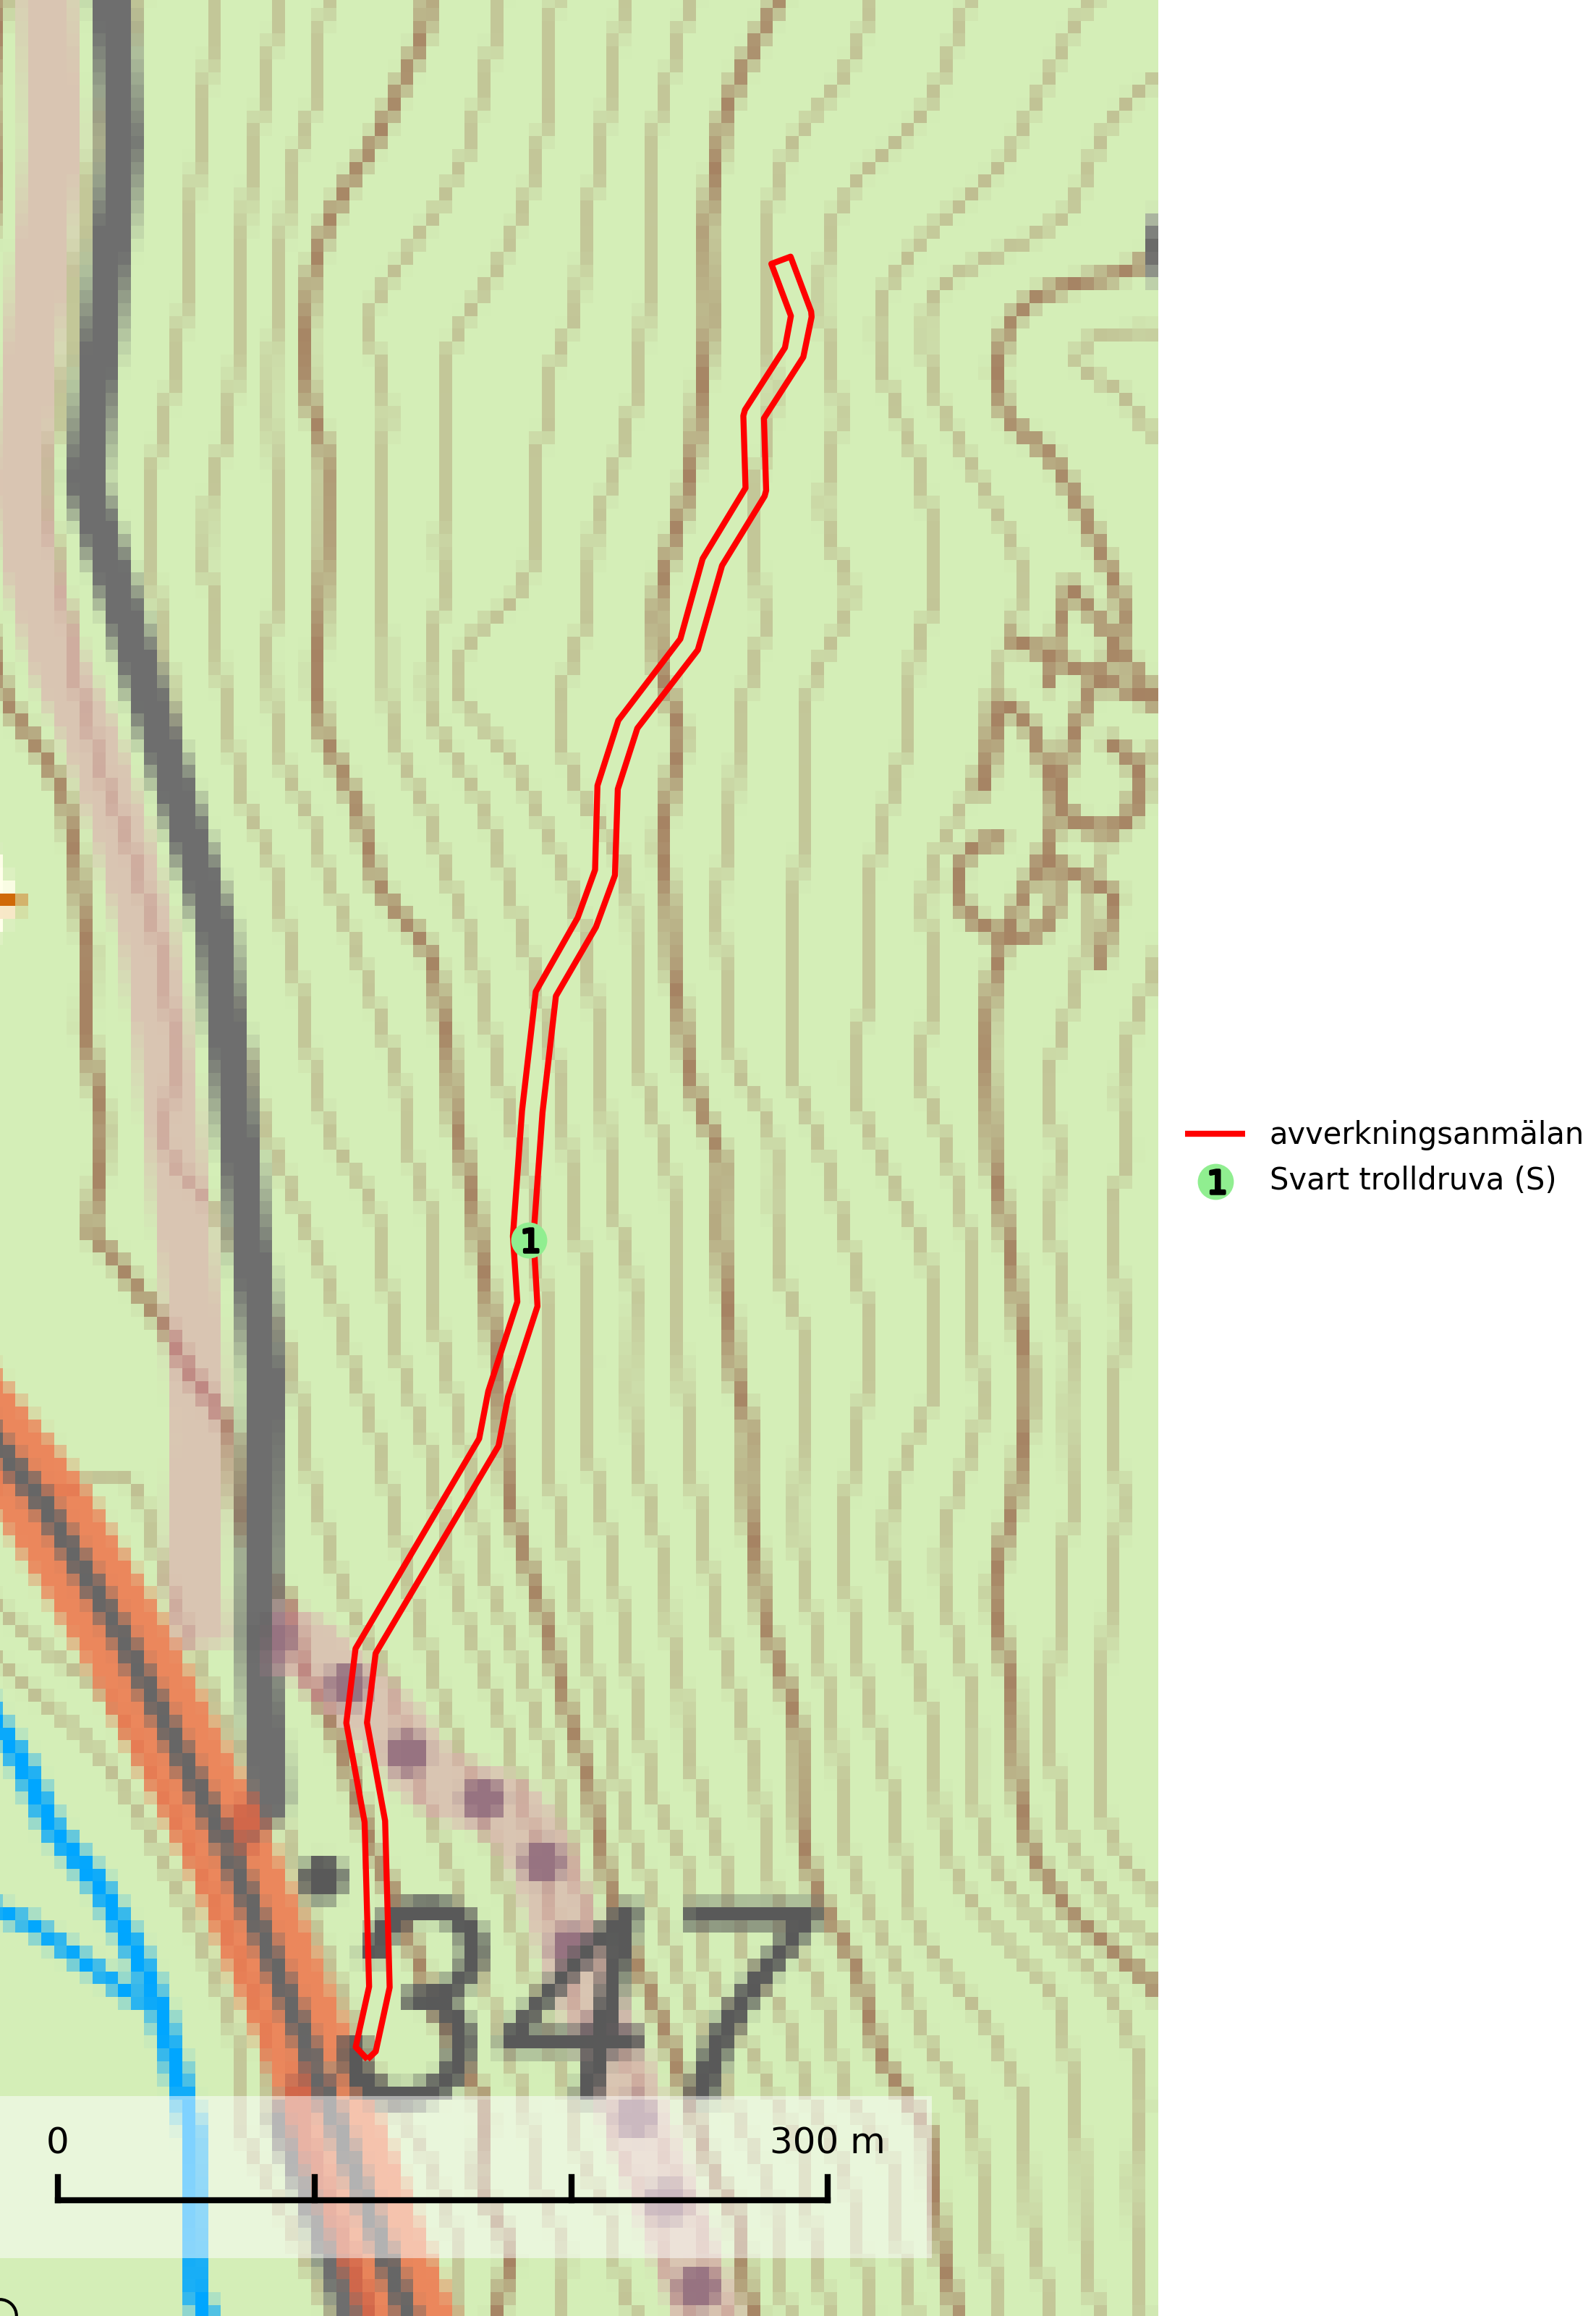 avverkningsanmälan
1 Svart trolldruva (S)
1
347
0 300 m